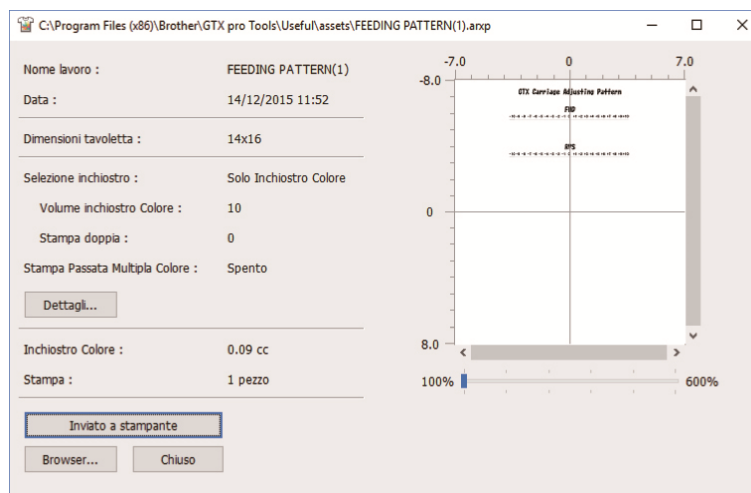 C:\Program Files (x86)\Brother\GTX pro Tools\Useful\assets\FEEDING PATTERN(1).arxp
Nome lavoro : FEEDING PATTERN(1)
Data : 14/12/2015 11:52
Dimensioni tavoletta : 14x16
Selezione inchiostro : Solo Inchiostro Colore
Volume inchiostro Colore : 10
Stampa doppia : 0
Stampa Passata Multipla Colore : Spento
Dettagli...
Inchiostro Colore : 0.09 cc
Stampa : 1 pezzo
Inviato a stampante
Browser... Chiuso
-7.0 0 7.0
-8.0
GTX Carriage Adjusting Pattern
FWD
0
8.0
100% 600%